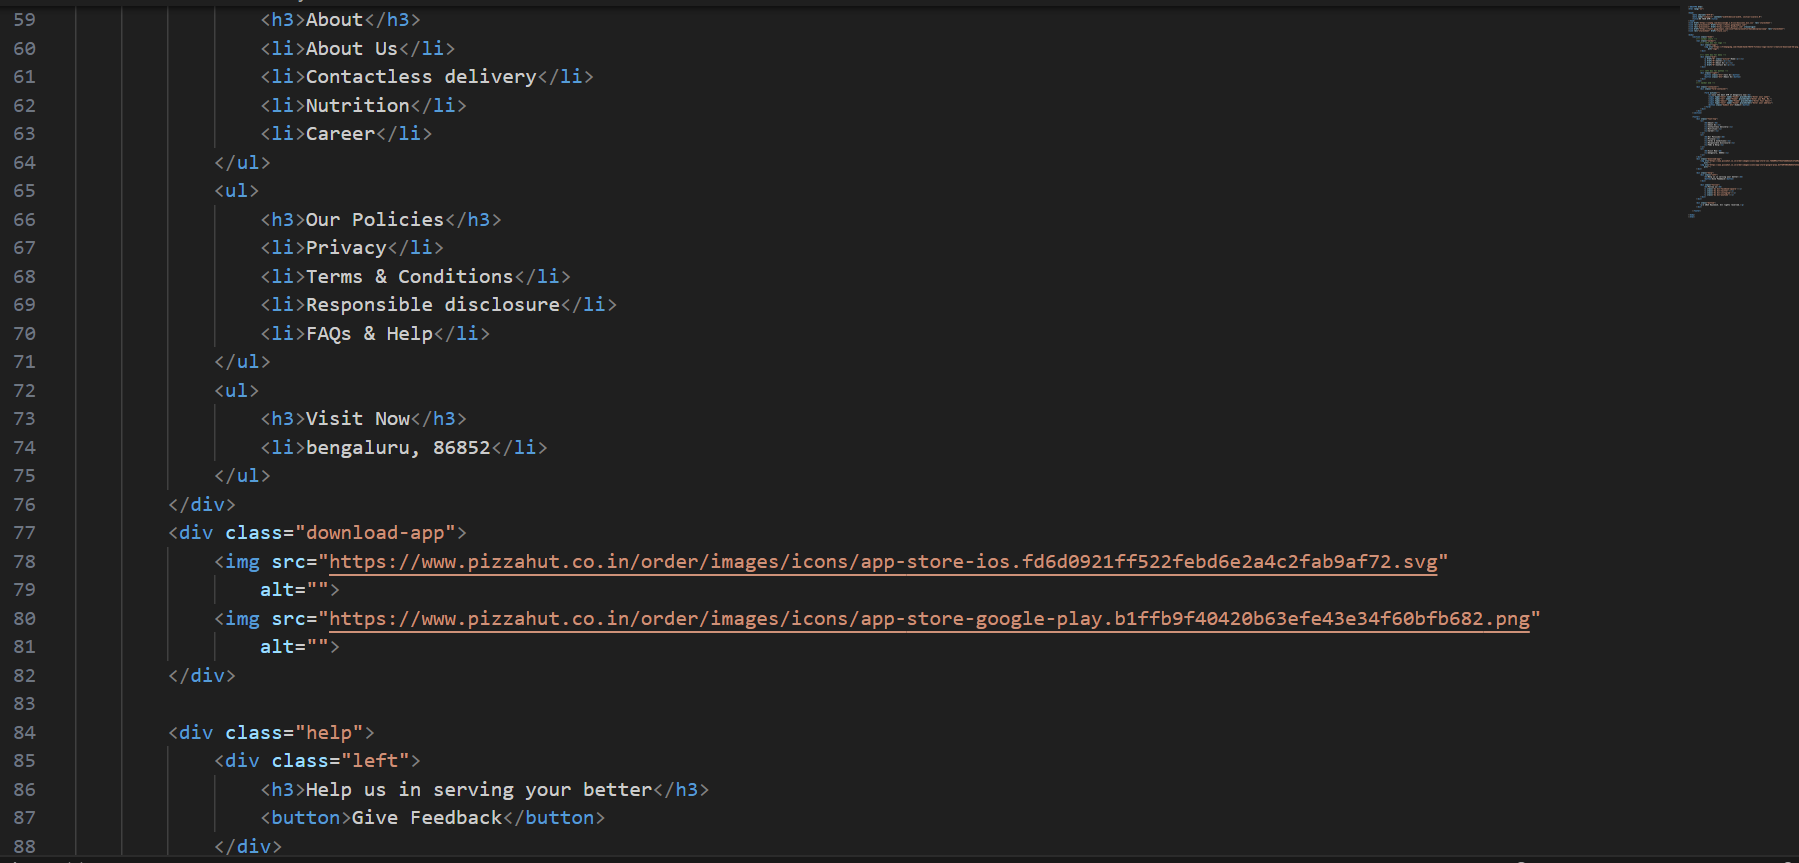 59 <h3>About</h3>
60 <li>About Us</li>
61 <li>Contactless delivery</li>
62 <li>Nutrition</li>
63 <li>Career</li>
64 </ul>
65 <ul>
66 <h3>Our Policies</h3>
67 <li>Privacy</li>
68 <li>Terms & Conditions</li>
69 <li>Responsible disclosure</li>
70 <li>FAQs & Help</li>
71 </ul>
72 <ul>
73 <h3>Visit Now</h3>
74 <li>bengaluru, 86852</li>
75 </ul>
76 </div>
77 <div class="download-app">
78 <img src="https://www.pizzahut.co.in/order/images/icons/app-store-ios.fd6d0921ff522febd6e2a4c2fab9af72.svg"
79 alt="">
80 <img src="https://www.pizzahut.co.in/order/images/icons/app-store-google-play.b1ffb9f40420b63efe43e34f60bfb682.png"
81 alt="">
82 </div>
83
84 <div class="help">
85 <div class="left">
86 <h3>Help us in serving your better</h3>
87 <button>Give Feedback</button>
88 </div>